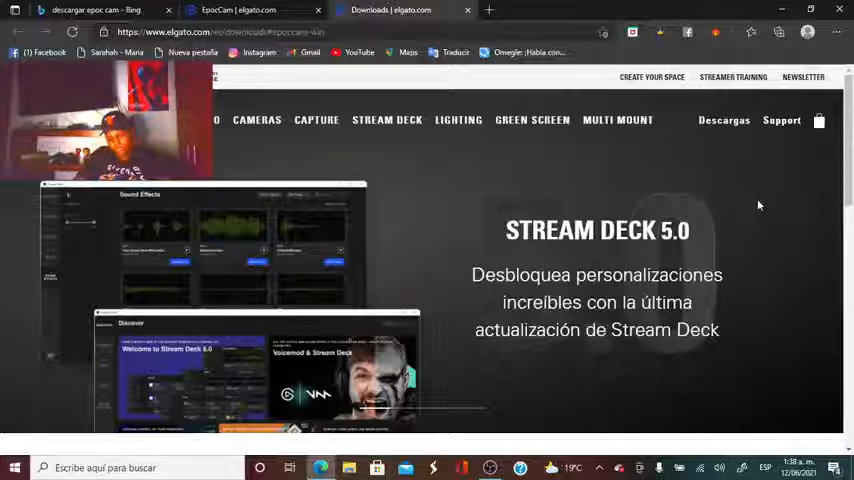 descargar epoc cam - Bing
EpocCam | elgato.com
Downloads | elgato.com
https://www.elgato.com/es/downloads#epoccam-win
(1) Facebook
Sarahah - Maria
Nueva pestaña
Instagram
Gmail
YouTube
Maps
Traducir
Omegle: ¡Habla con...
CREATE YOUR SPACE
STREAMER TRAINING
NEWSLETTER
CAMERAS
CAPTURE
STREAM DECK
LIGHTING
GREEN SCREEN
MULTI MOUNT
Descargas
Support
Sound Effects
STREAM DECK 5.0
Desbloquea personalizaciones
increíbles con la última
actualización de Stream Deck
Discover
Welcome to Stream Deck 5.0
Voicemod & Stream Deck
Escribe aquí para buscar
19°C
ESP
1:38 a. m.
12/06/2021
4